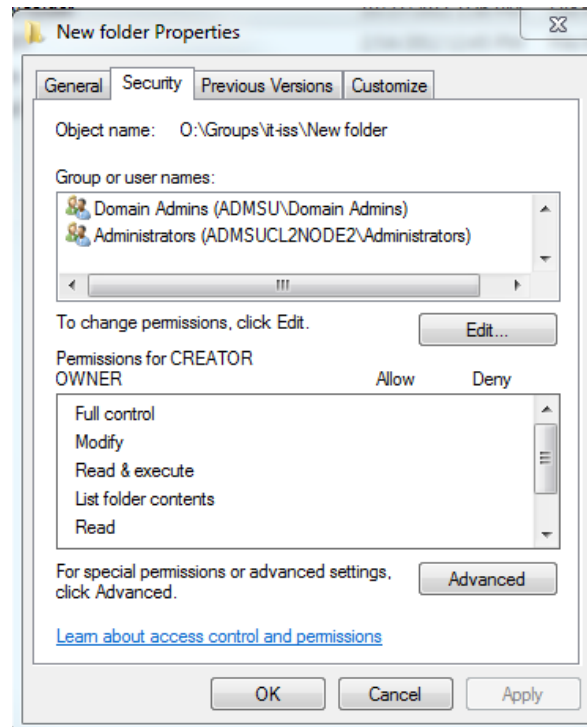 New folder Properties
General Security Previous Versions Customize
Object name: O:\Groups\it-iss\New folder
Group or user names:
Domain Admins (ADMSU\Domain Admins)
Administrators (ADMSUCL2NODE2\Administrators)
To change permissions, click Edit.
Edit...
Permissions for CREATOR
OWNER Allow Deny
Full control
Modify
Read & execute
List folder contents
Read
For special permissions or advanced settings,
click Advanced.
Advanced
Learn about access control and permissions
OK Cancel Apply